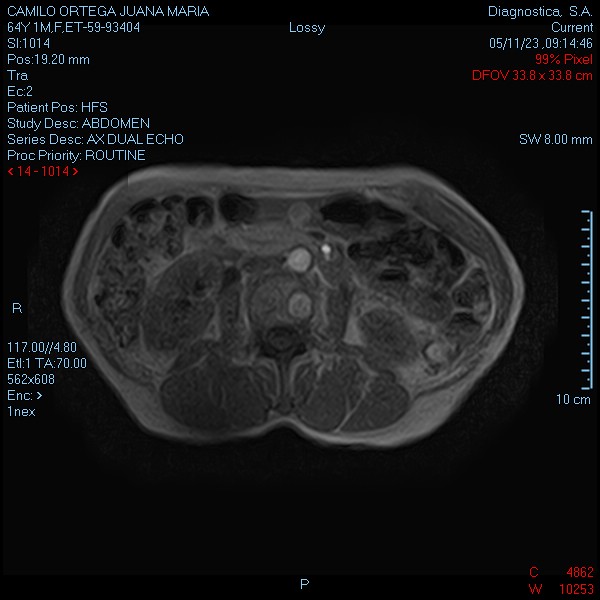 CAMILO ORTEGA JUANA MARIA
64Y 1M,F,ET-59-93404
SI:1014
Pos:19.20 mm
Tra
Ec:2
Patient Pos: HFS
Study Desc: ABDOMEN
Series Desc: AX DUAL ECHO
Proc Priority: ROUTINE
< 14 - 1014 >
Lossy
Diagnostica, S.A.
Current
05/11/23 ,09:14:46
99% Pixel
DFOV 33.8 x 33.8 cm
SW 8.00 mm
R
117.00//4.80
Etl:1 TA:70.00
562x608
Enc: >
1nex
10 cm
P
C 4862
W 10253